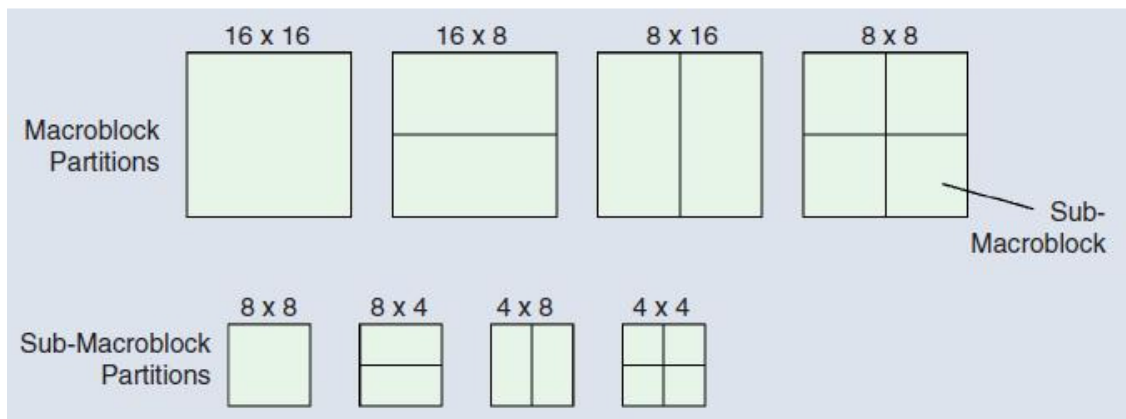 16 x 16
16 x 8
8 x 16
8 x 8
Macroblock
Partitions
Sub-
Macroblock
8 x 8
8 x 4
4 x 8
4 x 4
Sub-Macroblock
Partitions